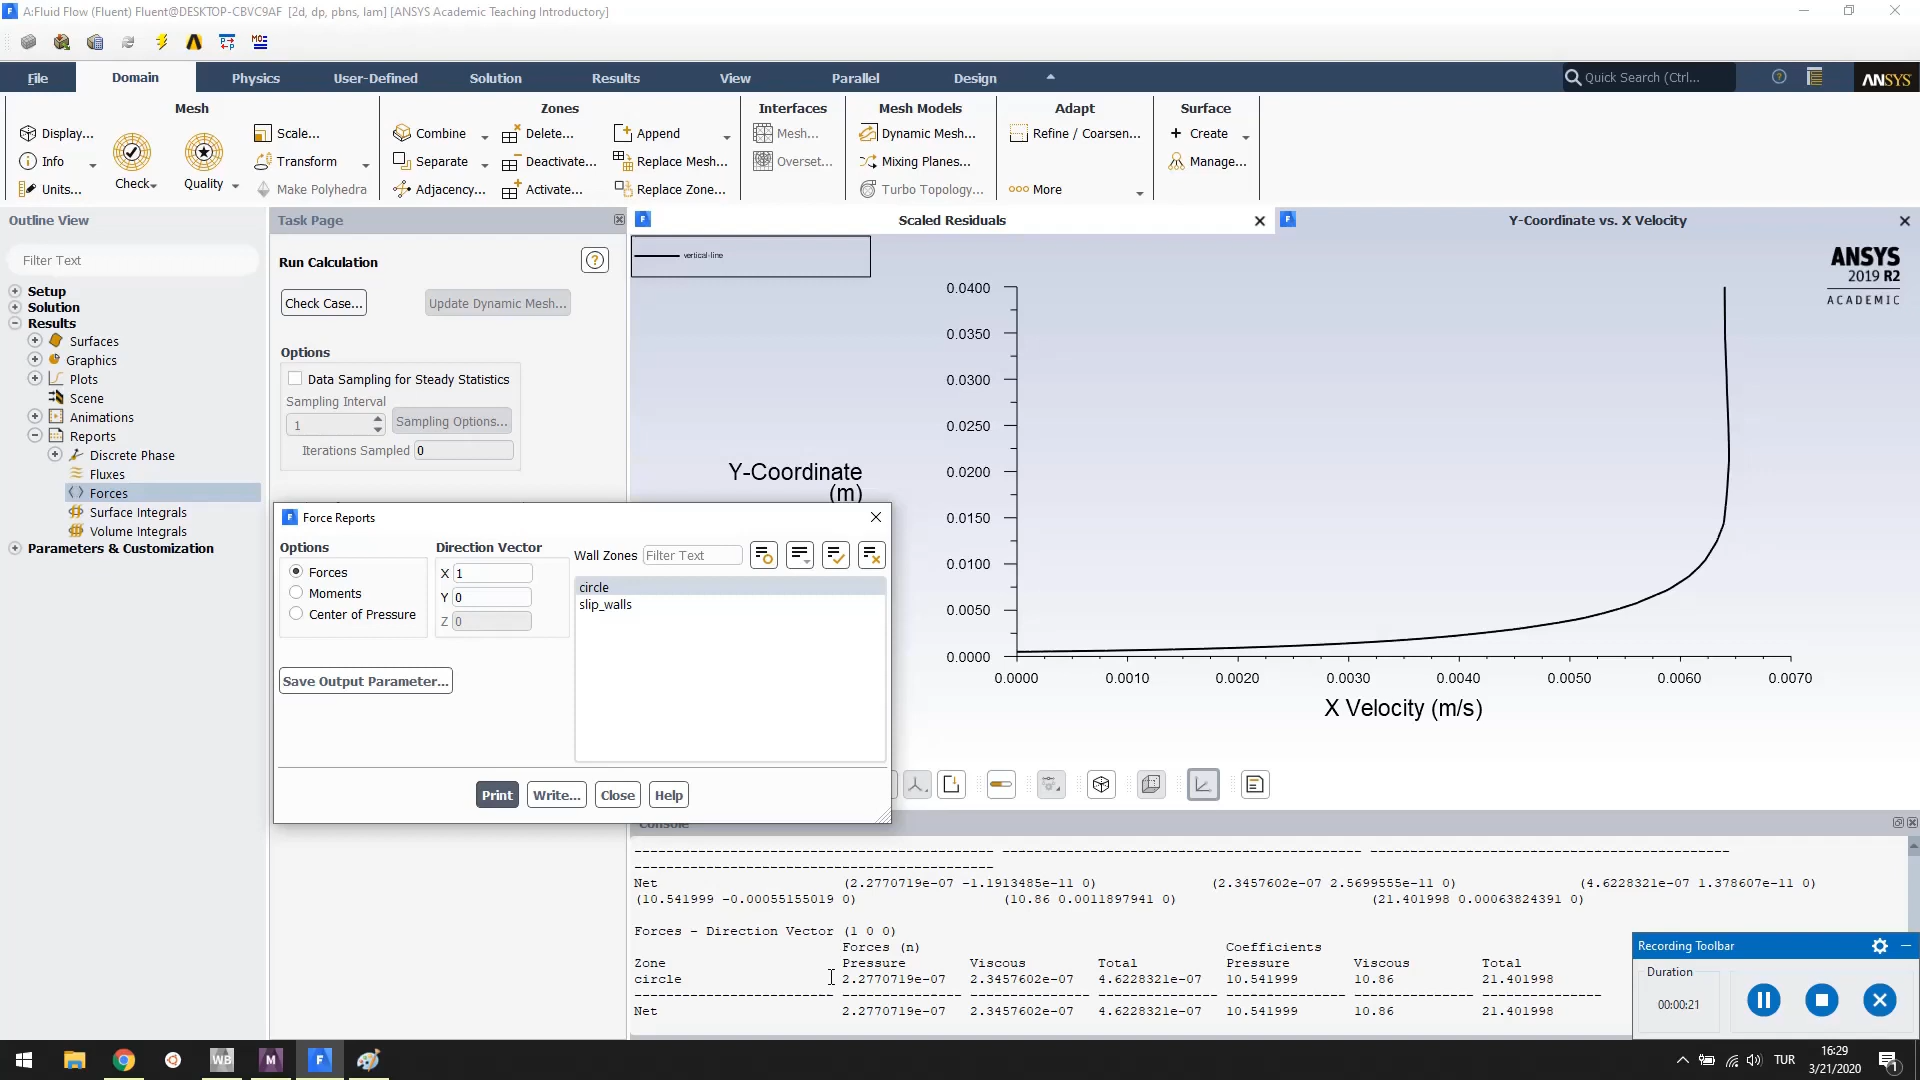 A:Fluid Flow (Fluent) Fluent@DESKTOP-CBVC9AF [2d, dp, pbns, lam] [ANSYS Academic Teaching Introductory]
File Domain Physics User-Defined Solution Results View Parallel Design Quick Search (Ctrl... ANSYS
Mesh Zones Interfaces Mesh Models Adapt Surface
Display... Scale... Combine Delete... Append Mesh... Dynamic Mesh... Refine / Coarsen... Create
Info Transform Separate Deactivate... Replace Mesh... Overset... Mixing Planes... Manage...
Units... Check Quality Make Polyhedra Adjacency... Activate... Replace Zone... Turbo Topology... More
Outline View
Filter Text
Setup
Solution
Results
Surfaces
Graphics
Plots
Scene
Animations
Reports
Discrete Phase
Fluxes
Forces
Surface Integrals
Volume Integrals
Parameters & Customization
Task Page
Run Calculation
Check Case... Update Dynamic Mesh...
Options
Data Sampling for Steady Statistics
Sampling Interval
1 Sampling Options...
Iterations Sampled 0
Scaled Residuals Y-Coordinate vs. X Velocity
vertical-line
ANSYS
2019 R2
ACADEMIC
0.0400
0.0350
0.0300
0.0250
0.0200
0.0150
0.0100
0.0050
0.0000
Y-Coordinate
(m)
0.0000 0.0010 0.0020 0.0030 0.0040 0.0050 0.0060 0.0070
X Velocity (m/s)
Force Reports
Options Direction Vector Wall Zones Filter Text
Forces X 1 circle
Moments Y 0 slip_walls
Center of Pressure Z 0
Save Output Parameter...
Print Write... Close Help
Console
Net (2.2770719e-07 -1.1913485e-11 0) (2.3457602e-07 2.5699555e-11 0) (4.6228321e-07 1.378607e-11 0)
(10.541999 -0.00055155019 0) (10.86 0.0011897941 0) (21.401998 0.00063824391 0)
Forces - Direction Vector (1 0 0)
Forces (n) Coefficients
Zone Pressure Viscous Total Pressure Viscous Total
circle 2.2770719e-07 2.3457602e-07 4.6228321e-07 10.541999 10.86 21.401998
Net 2.2770719e-07 2.3457602e-07 4.6228321e-07 10.541999 10.86 21.401998
Recording Toolbar
Duration
00:00:21
WB M F TUR 16:29
3/21/2020